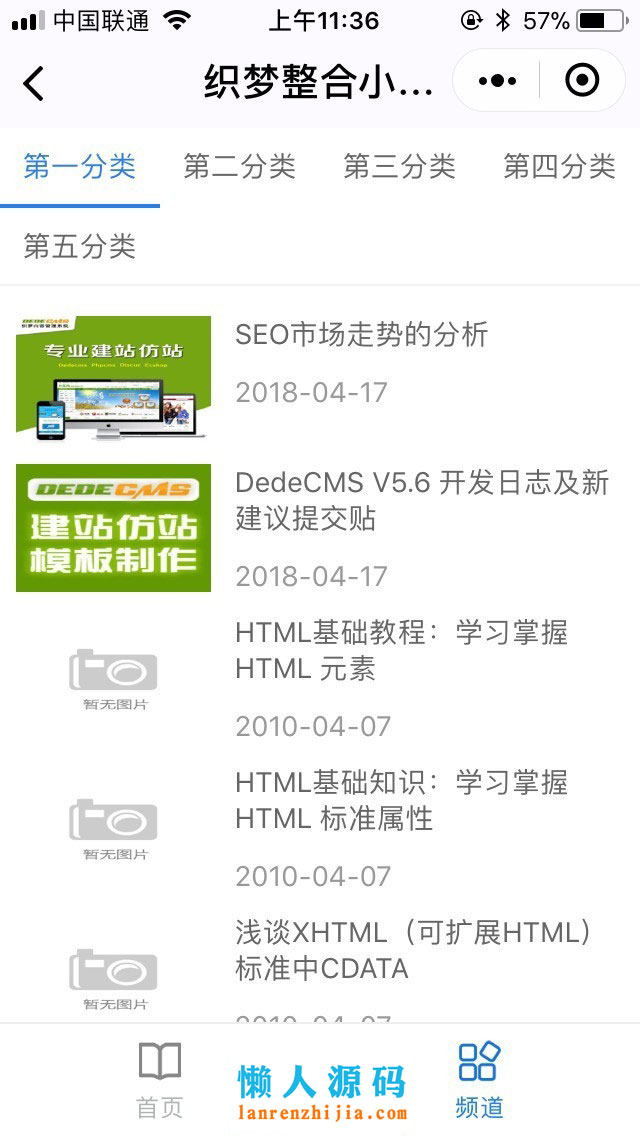 中国联通
上午11:36
57%
织梦整合小...
第一分类
第二分类
第三分类
第四分类
第五分类
DEDECMS
织梦内容管理系统
专业建站仿站
Dedecms Phpcms Discuz Ecshop
SEO市场走势的分析
2018-04-17
DEDECMS
建站仿站
模板制作
DedeCMS V5.6 开发日志及新
建议提交贴
2018-04-17
暂无图片
HTML基础教程：学习掌握
HTML 元素
2010-04-07
暂无图片
HTML基础知识：学习掌握
HTML 标准属性
2010-04-07
暂无图片
浅谈XHTML（可扩展HTML）
标准中CDATA
2010-04-07
首页
懒人源码
lanrenzhijia.com
频道